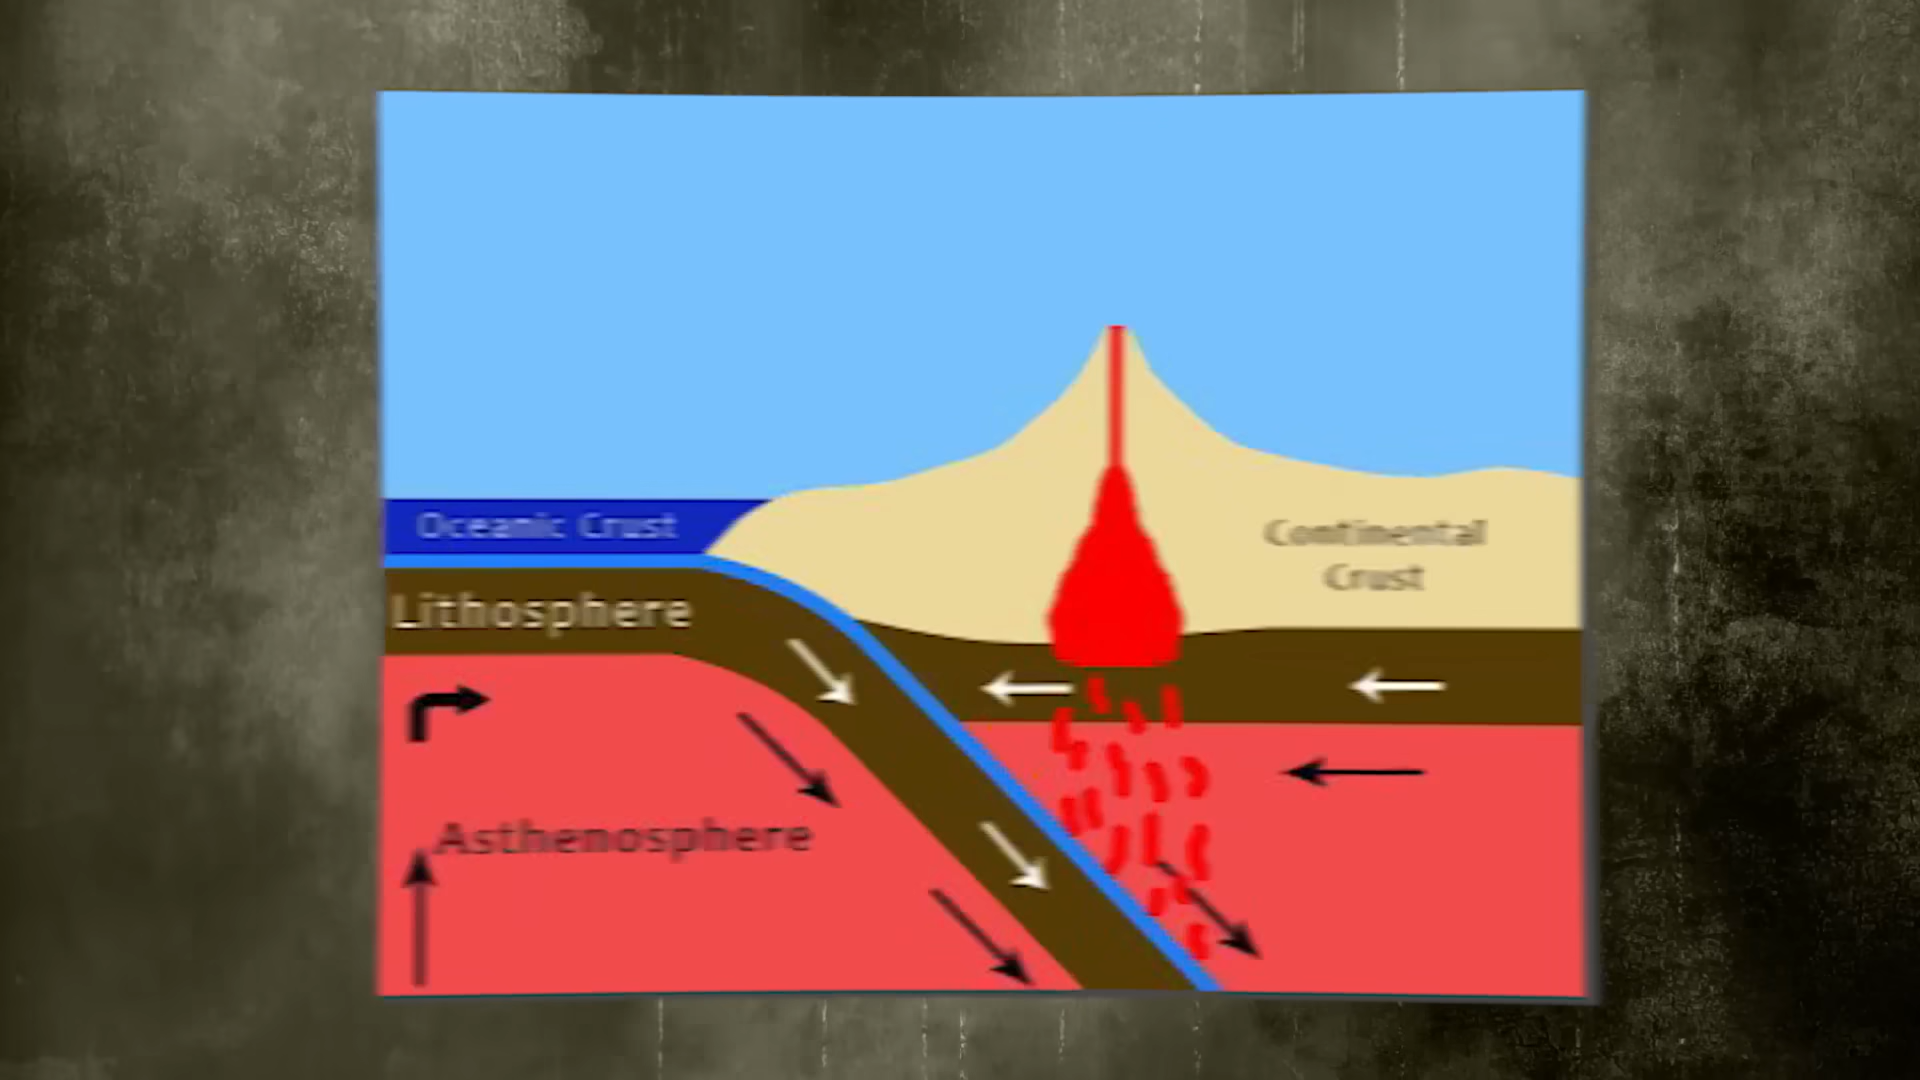 Oceanic Crust
Continental
Crust
Lithosphere
Asthenosphere